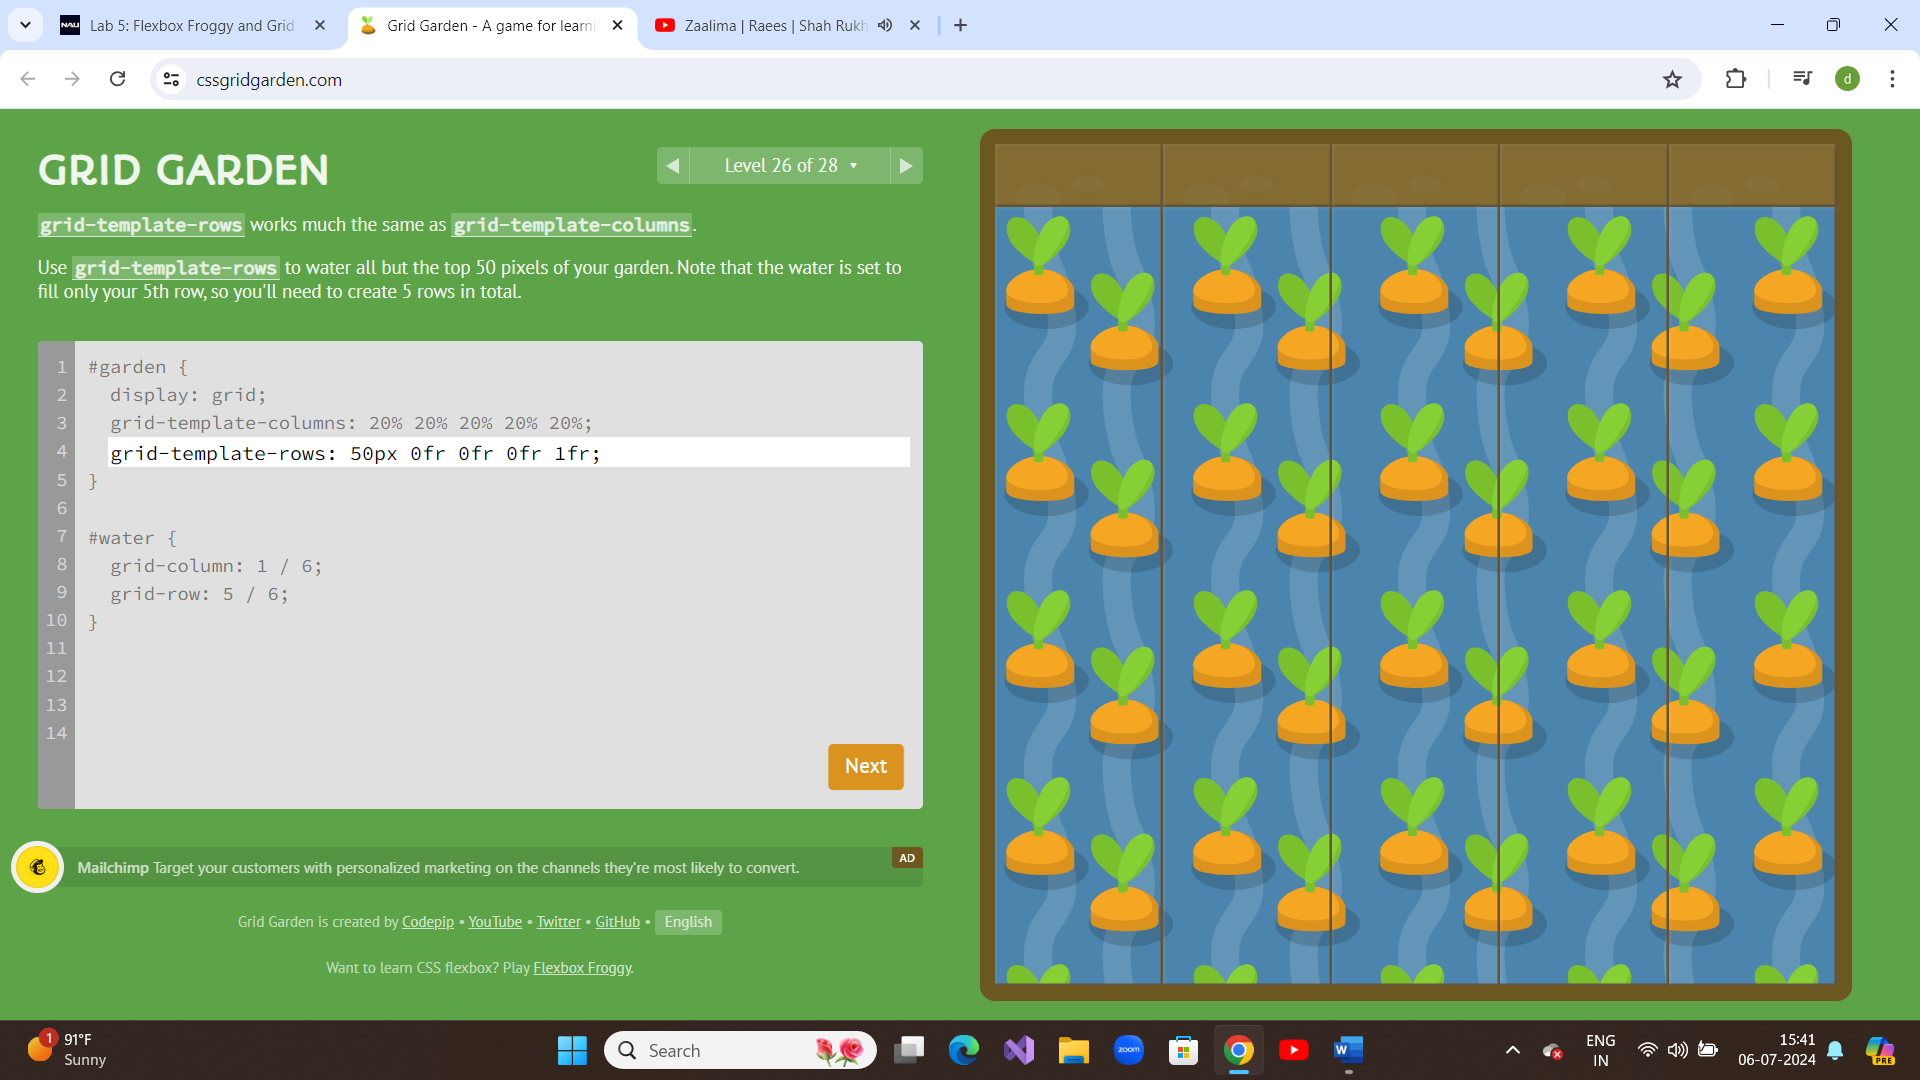 NAU Lab 5: Flexbox Froggy and Grid
Grid Garden - A game for learni
Zaalima | Raees | Shah Rukh
cssgridgarden.com
d
GRID GARDEN
Level 26 of 28
grid-template-rows works much the same as grid-template-columns.
Use grid-template-rows to water all but the top 50 pixels of your garden. Note that the water is set to
fill only your 5th row, so you'll need to create 5 rows in total.
1 #garden {
2 display: grid;
3 grid-template-columns: 20% 20% 20% 20% 20%;
4 grid-template-rows: 50px 0fr 0fr 0fr 1fr;
5 }
6
7 #water {
8 grid-column: 1 / 6;
9 grid-row: 5 / 6;
10 }
11
12
13
14
Next
Mailchimp Target your customers with personalized marketing on the channels they're most likely to convert.
AD
Grid Garden is created by Codepip • YouTube • Twitter • GitHub • English
Want to learn CSS flexbox? Play Flexbox Froggy.
1
91°F
Sunny
Search
zoom
W
ENG
IN
15:41
06-07-2024
PRE